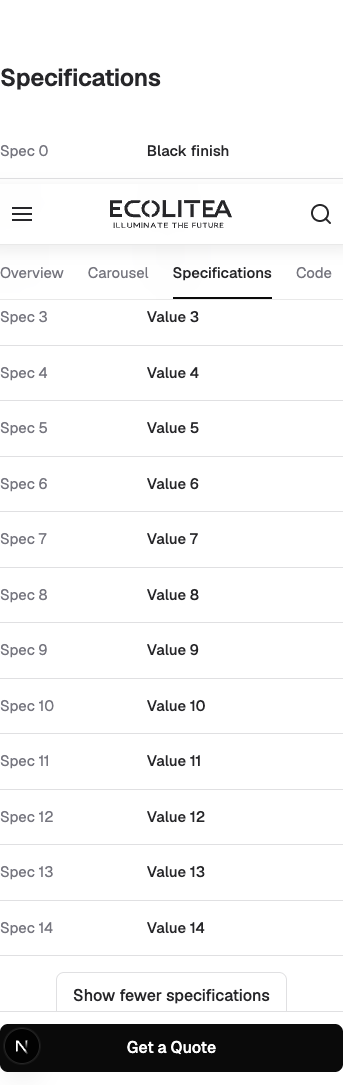 Specifications
Spec 0 Black finish
ECOLITEA
ILLUMINATE THE FUTURE
Overview Carousel Specifications Code
Spec 3 Value 3
Spec 4 Value 4
Spec 5 Value 5
Spec 6 Value 6
Spec 7 Value 7
Spec 8 Value 8
Spec 9 Value 9
Spec 10 Value 10
Spec 11 Value 11
Spec 12 Value 12
Spec 13 Value 13
Spec 14 Value 14
Show fewer specifications
N Get a Quote